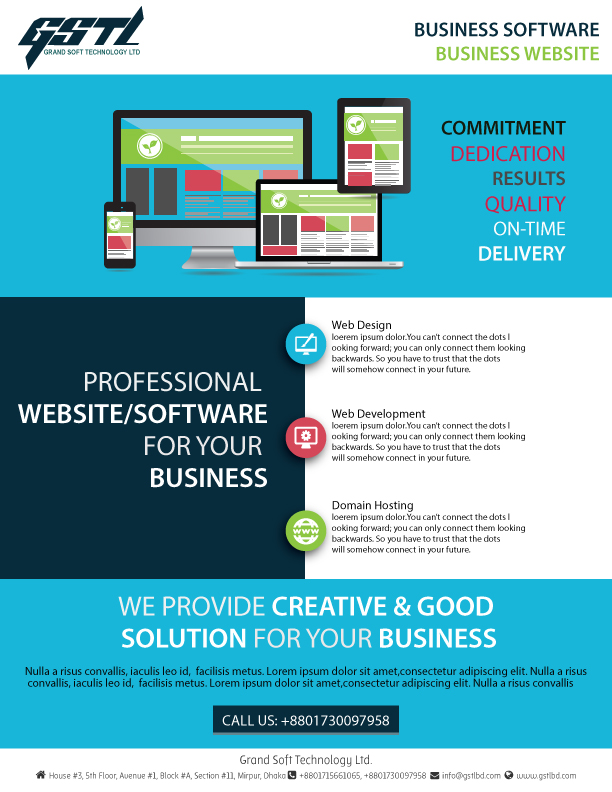 GSTL
GRAND SOFT TECHNOLOGY LTD
BUSINESS SOFTWARE
BUSINESS WEBSITE
COMMITMENT
DEDICATION
RESULTS
QUALITY
ON-TIME
DELIVERY
PROFESSIONAL
WEBSITE/SOFTWARE
FOR YOUR
BUSINESS
Web Design
loerem ipsum dolor.You can't connect the dots l
ooking forward; you can only connect them looking
backwards. So you have to trust that the dots
will somehow connect in your future.
Web Development
loerem ipsum dolor.You can't connect the dots l
ooking forward; you can only connect them looking
backwards. So you have to trust that the dots
will somehow connect in your future.
WWW
Domain Hosting
loerem ipsum dolor.You can't connect the dots l
ooking forward; you can only connect them looking
backwards. So you have to trust that the dots
will somehow connect in your future.
WE PROVIDE CREATIVE & GOOD
SOLUTION FOR YOUR BUSINESS
Nulla a risus convallis, iaculis leo id, facilisis metus. Lorem ipsum dolor sit amet,consectetur adipiscing elit. Nulla a risus
convallis, iaculis leo id, facilisis metus. Lorem ipsum dolor sit amet,consectetur adipiscing elit. Nulla a risus convallis
CALL US: +8801730097958
Grand Soft Technology Ltd.
House #3, 5th Floor, Avenue #1, Block #A, Section #11, Mirpur, Dhaka +8801715661065, +8801730097958 info@gstlbd.com www.gstlbd.com